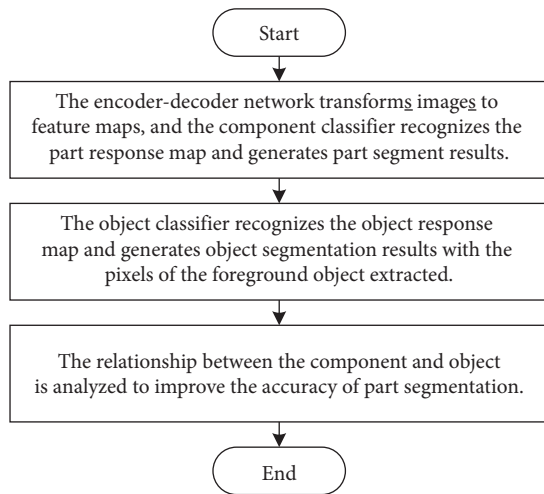 Start
The encoder-decoder network transforms images to
feature maps, and the component classifier recognizes the
part response map and generates part segment results.
The object classifier recognizes the object response
map and generates object segmentation results with the
pixels of the foreground object extracted.
The relationship between the component and object
is analyzed to improve the accuracy of part segmentation.
End